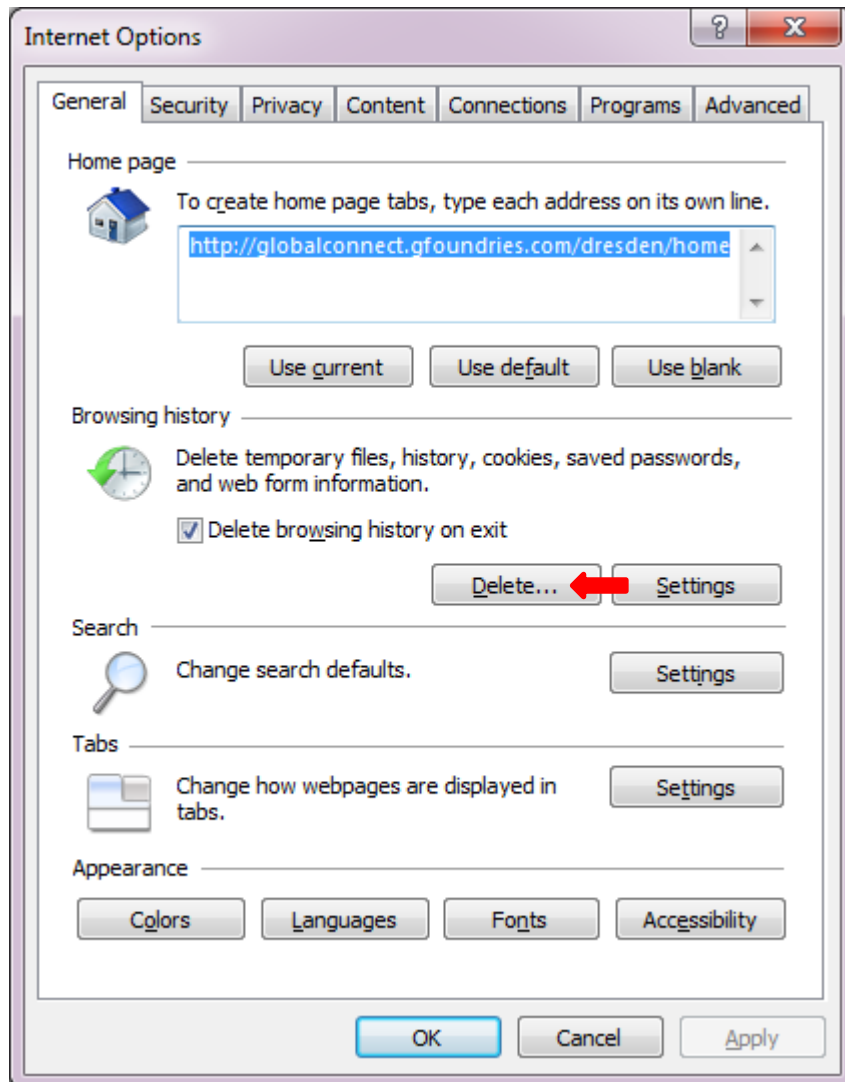 Internet Options
General Security Privacy Content Connections Programs Advanced
Home page
To create home page tabs, type each address on its own line.
http://globalconnect.gfoundries.com/dresden/home
Use current Use default Use blank
Browsing history
Delete temporary files, history, cookies, saved passwords,
and web form information.
Delete browsing history on exit
Delete... Settings
Search
Change search defaults.
Settings
Tabs
Change how webpages are displayed in
tabs.
Settings
Appearance
Colors Languages Fonts Accessibility
OK Cancel Apply